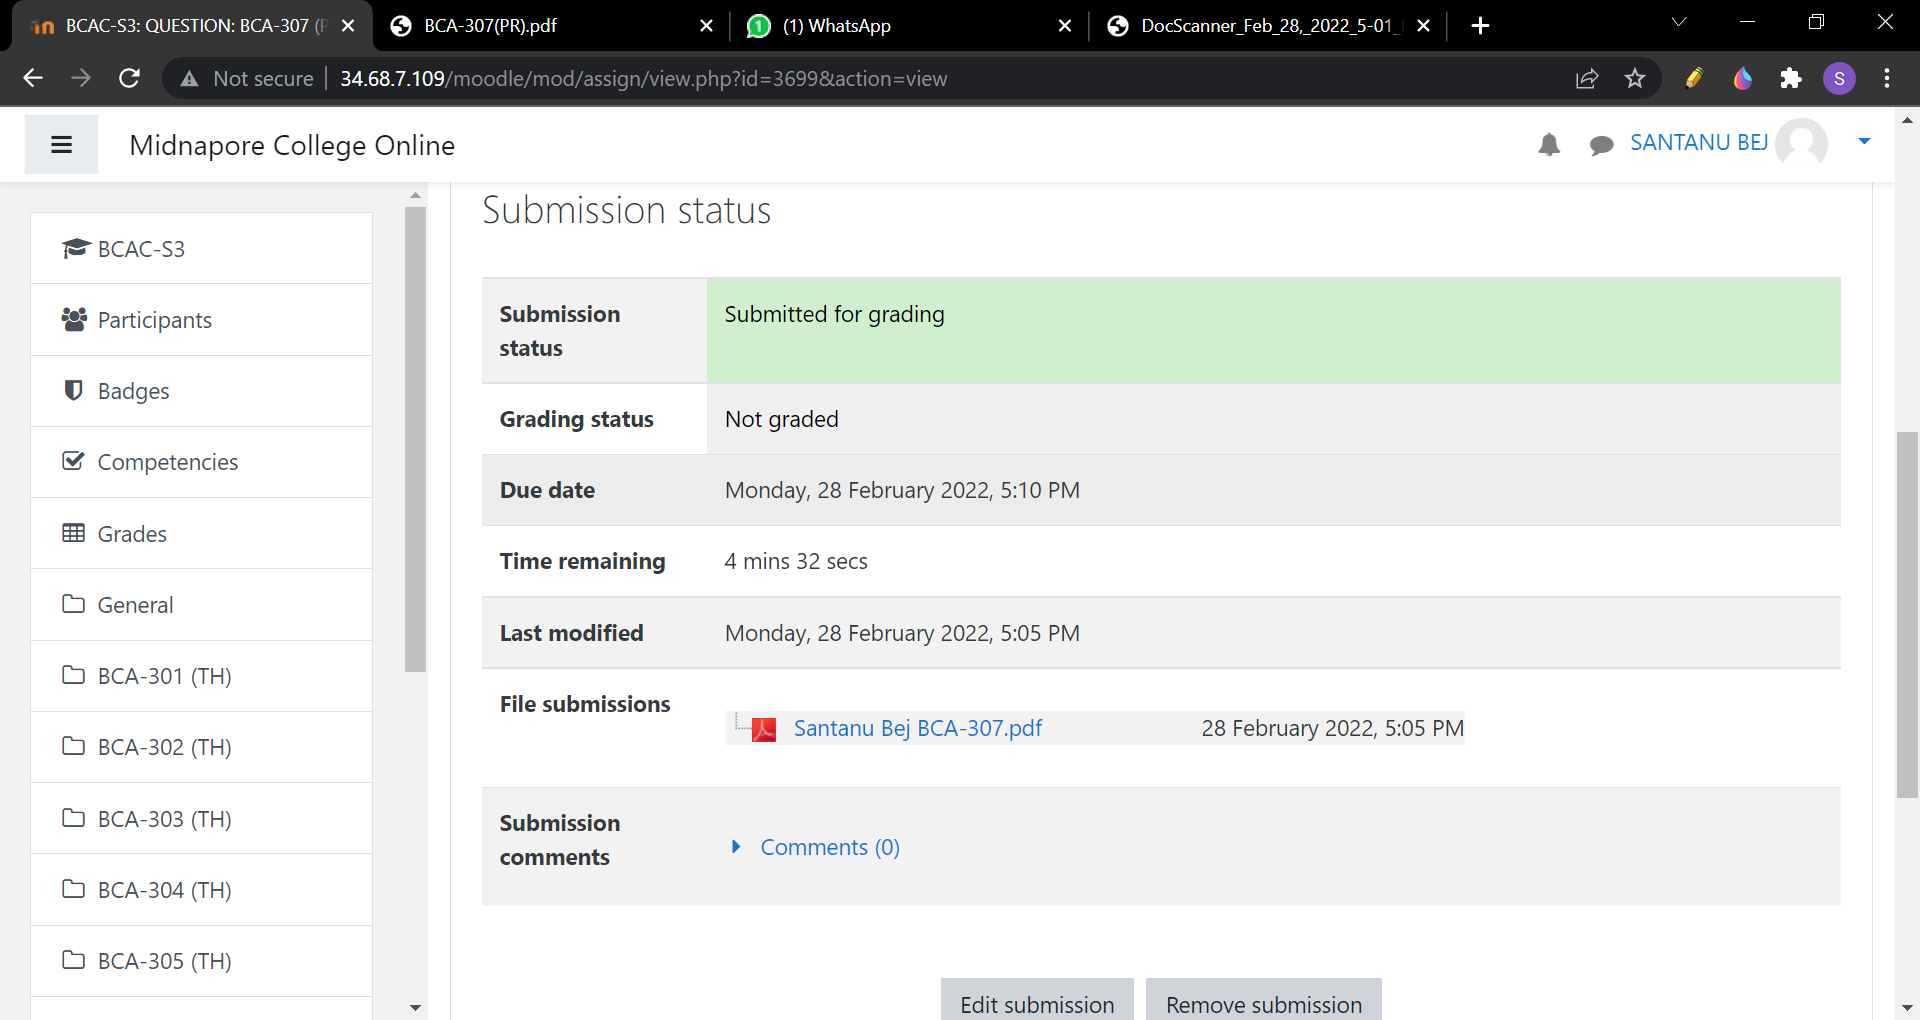 BCAC-S3: QUESTION: BCA-307 (P
BCA-307(PR).pdf
(1) WhatsApp
DocScanner_Feb_28,_2022_5-01_
Not secure
34.68.7.109/moodle/mod/assign/view.php?id=3699&action=view
S
Midnapore College Online
SANTANU BEJ
BCAC-S3
Participants
Badges
Competencies
Grades
General
BCA-301 (TH)
BCA-302 (TH)
BCA-303 (TH)
BCA-304 (TH)
BCA-305 (TH)
Submission status
Submission status
Submitted for grading
Grading status
Not graded
Due date
Monday, 28 February 2022, 5:10 PM
Time remaining
4 mins 32 secs
Last modified
Monday, 28 February 2022, 5:05 PM
File submissions
Santanu Bej BCA-307.pdf
28 February 2022, 5:05 PM
Submission comments
Comments (0)
Edit submission
Remove submission